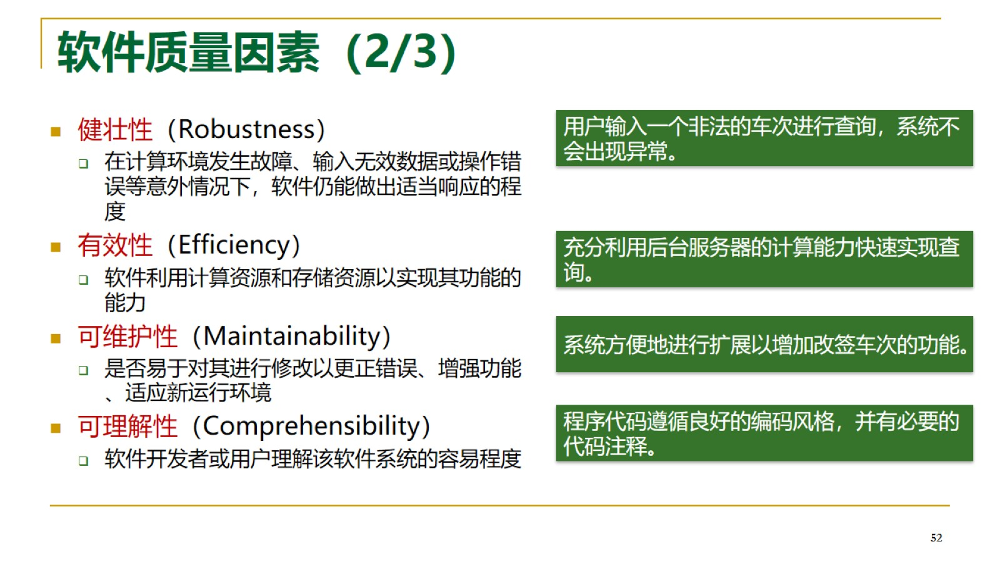 软件质量因素（2/3）
健壮性（Robustness）
在计算环境发生故障、输入无效数据或操作错
误等意外情况下，软件仍能做出适当响应的程
度
用户输入一个非法的车次进行查询，系统不
会出现异常。
有效性（Efficiency）
软件利用计算资源和存储资源以实现其功能的
能力
充分利用后台服务器的计算能力快速实现查
询。
可维护性（Maintainability）
是否易于对其进行修改以更正错误、增强功能
、适应新运行环境
系统方便地进行扩展以增加改签车次的功能。
可理解性（Comprehensibility）
软件开发者或用户理解该软件系统的容易程度
程序代码遵循良好的编码风格，并有必要的
代码注释。
52